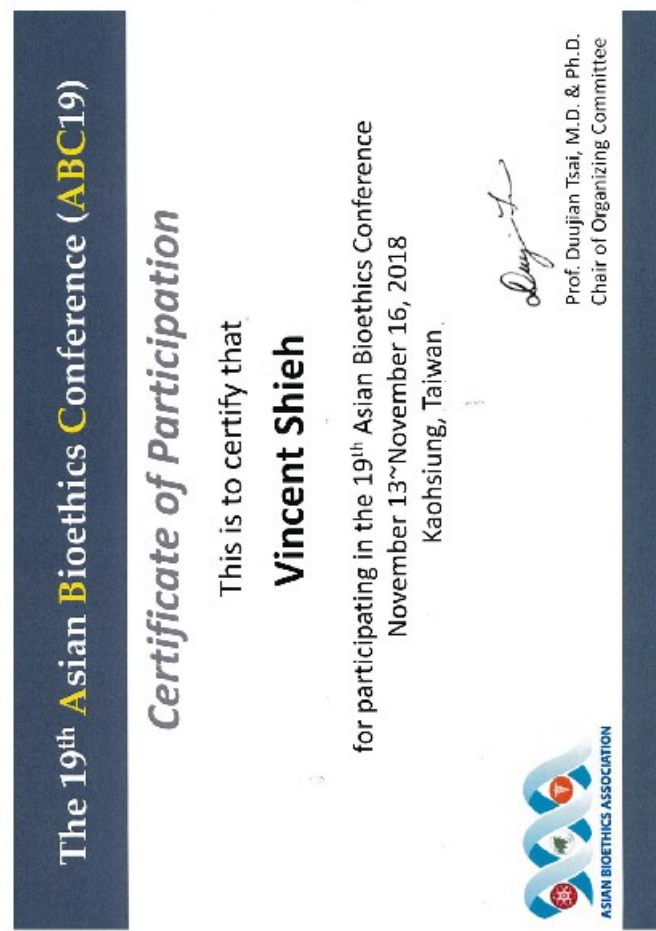 The 19th Asian Bioethics Conference (ABC19)
Certificate of Participation
This is to certify that
Vincent Shieh
for participating in the 19th Asian Bioethics Conference
November 13~November 16, 2018
Kaohsiung, Taiwan
Prof. Duujian Tsai, M.D. & Ph.D.
Chair of Organizing Committee
ASIAN BIOETHICS ASSOCIATION